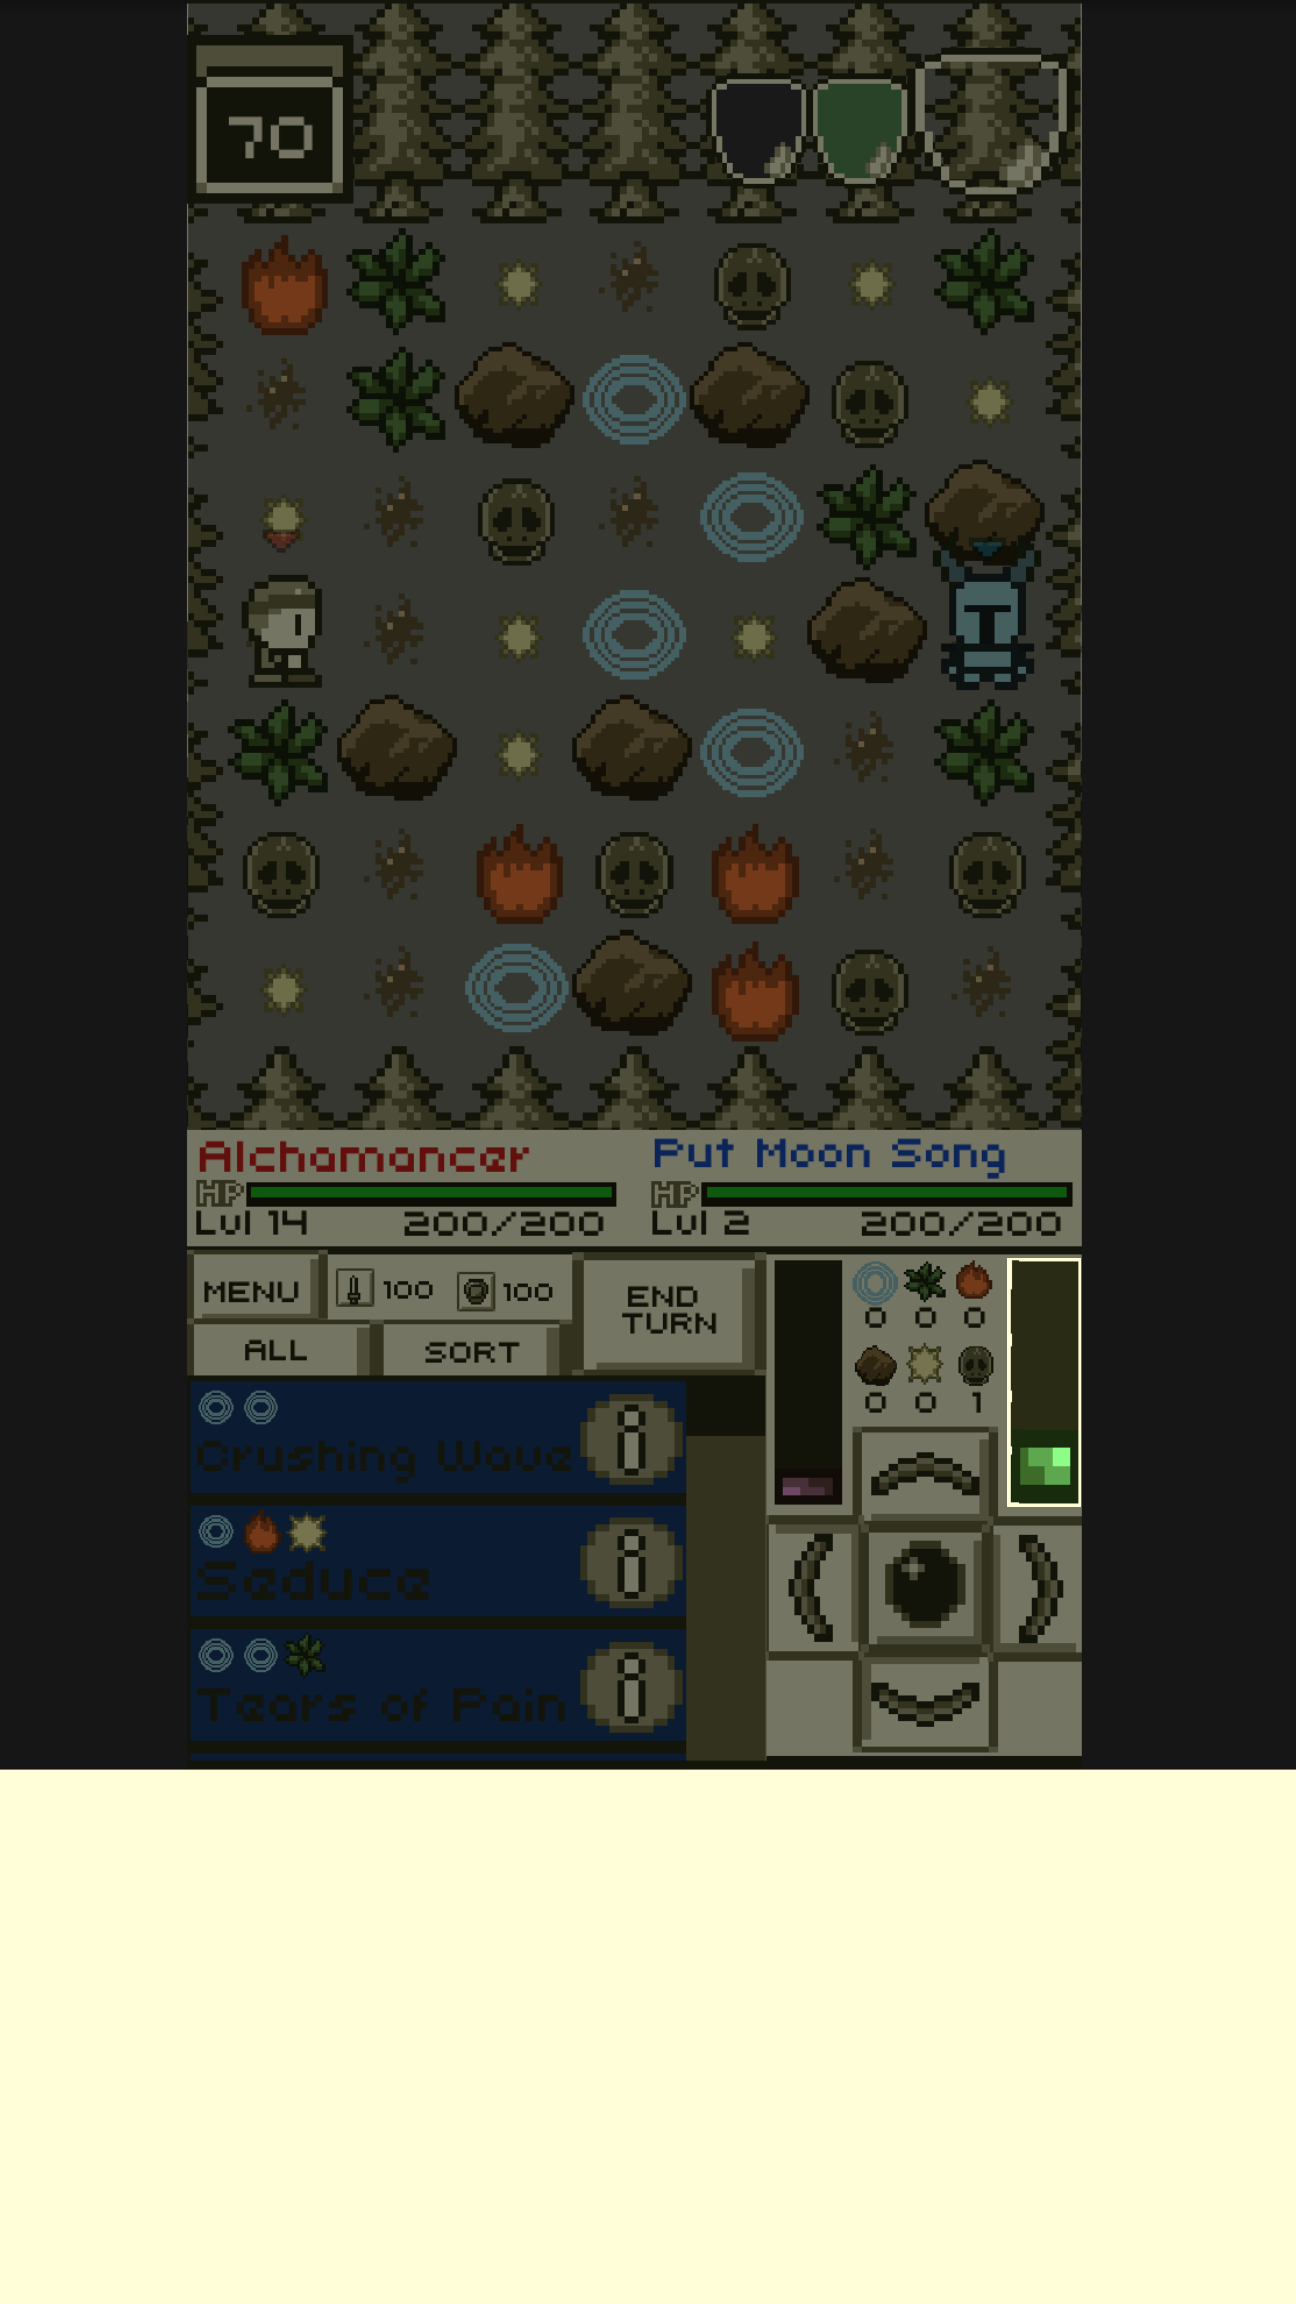 70
Alchamancer
Put Moon Song
HP
HP
Lvl 14
200/200
Lvl 2
200/200
MENU
100
100
END
TURN
ALL
SORT
0
0
0
0
0
1
Crushing Wave
i
Seduce
i
Tears of Pain
i